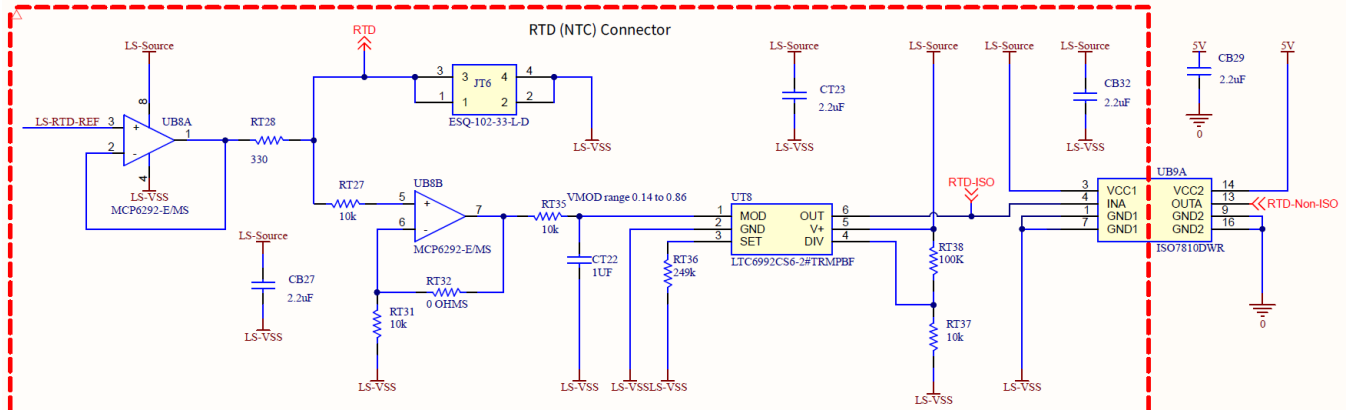 RTD (NTC) Connector
RTD
LS-Source
LS-RTD-REF
8
3
+
2
-
1
4
UB8A
LS-VSS
MCP6292-E/MS
RT28
330
3
1
3
1
JT6
4
2
4
2
ESQ-102-33-L-D
LS-VSS
LS-Source
CT23
2.2uF
LS-VSS
LS-Source
LS-Source
LS-Source
CB32
2.2uF
LS-VSS
5V
CB29
2.2uF
0
5V
RT27
10k
UB8B
5
+
6
-
7
MCP6292-E/MS
RT35
10k
VMOD range 0.14 to 0.86
CT22
1UF
LS-VSS
RT32
0 OHMS
RT31
10k
LS-VSS
LS-Source
CB27
2.2uF
LS-VSS
UT8
1
MOD
OUT
6
2
GND
V+
5
3
SET
DIV
4
LTC6992CS6-2#TRMPBF
RT36
249k
LS-VSS
LS-VSS
RT38
100K
RT37
10k
LS-VSS
RTD-ISO
UB9A
3
VCC1
VCC2
14
4
INA
OUTA
13
1
GND1
GND2
9
7
GND1
GND2
16
ISO7810DWR
RTD-Non-ISO
LS-VSS
0